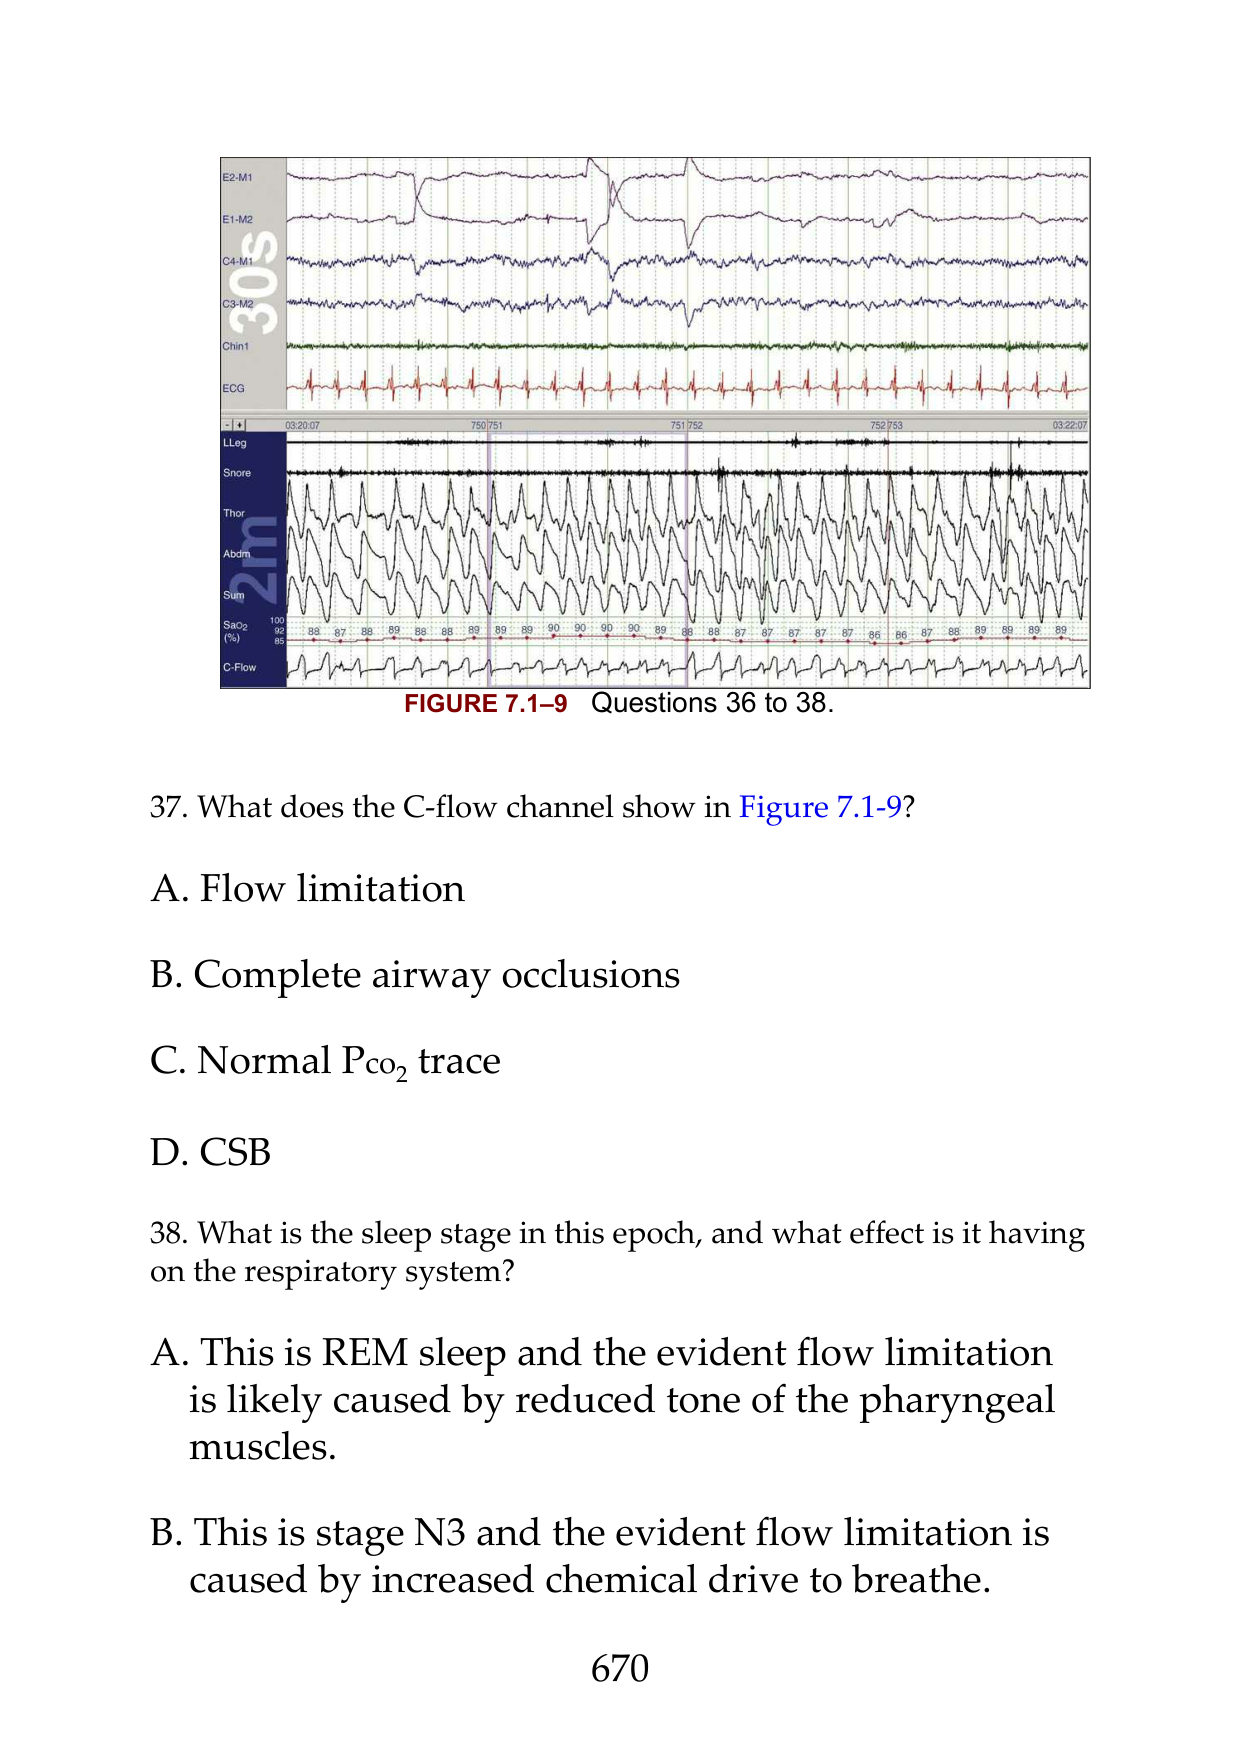 E2-M1
E1-M2
C4-M1
30s
C3-M2
Chin1
ECG
- + 03:20:07 750 751 751 752 752 753 03:22:07
LLeg
Snore
Thor
2m
Abdm
Sum
SaO2 (%) 100 92 85
88 87 88 89 88 88 89 89 89 90 90 90 90 89 88 88 87 87 87 87 87 86 86 87 88 89 89 89 89
C-Flow
FIGURE 7.1–9 Questions 36 to 38.
37. What does the C-flow channel show in Figure 7.1-9?
A. Flow limitation
B. Complete airway occlusions
C. Normal PCO2 trace
D. CSB
38. What is the sleep stage in this epoch, and what effect is it having
on the respiratory system?
A. This is REM sleep and the evident flow limitation
is likely caused by reduced tone of the pharyngeal
muscles.
B. This is stage N3 and the evident flow limitation is
caused by increased chemical drive to breathe.
670